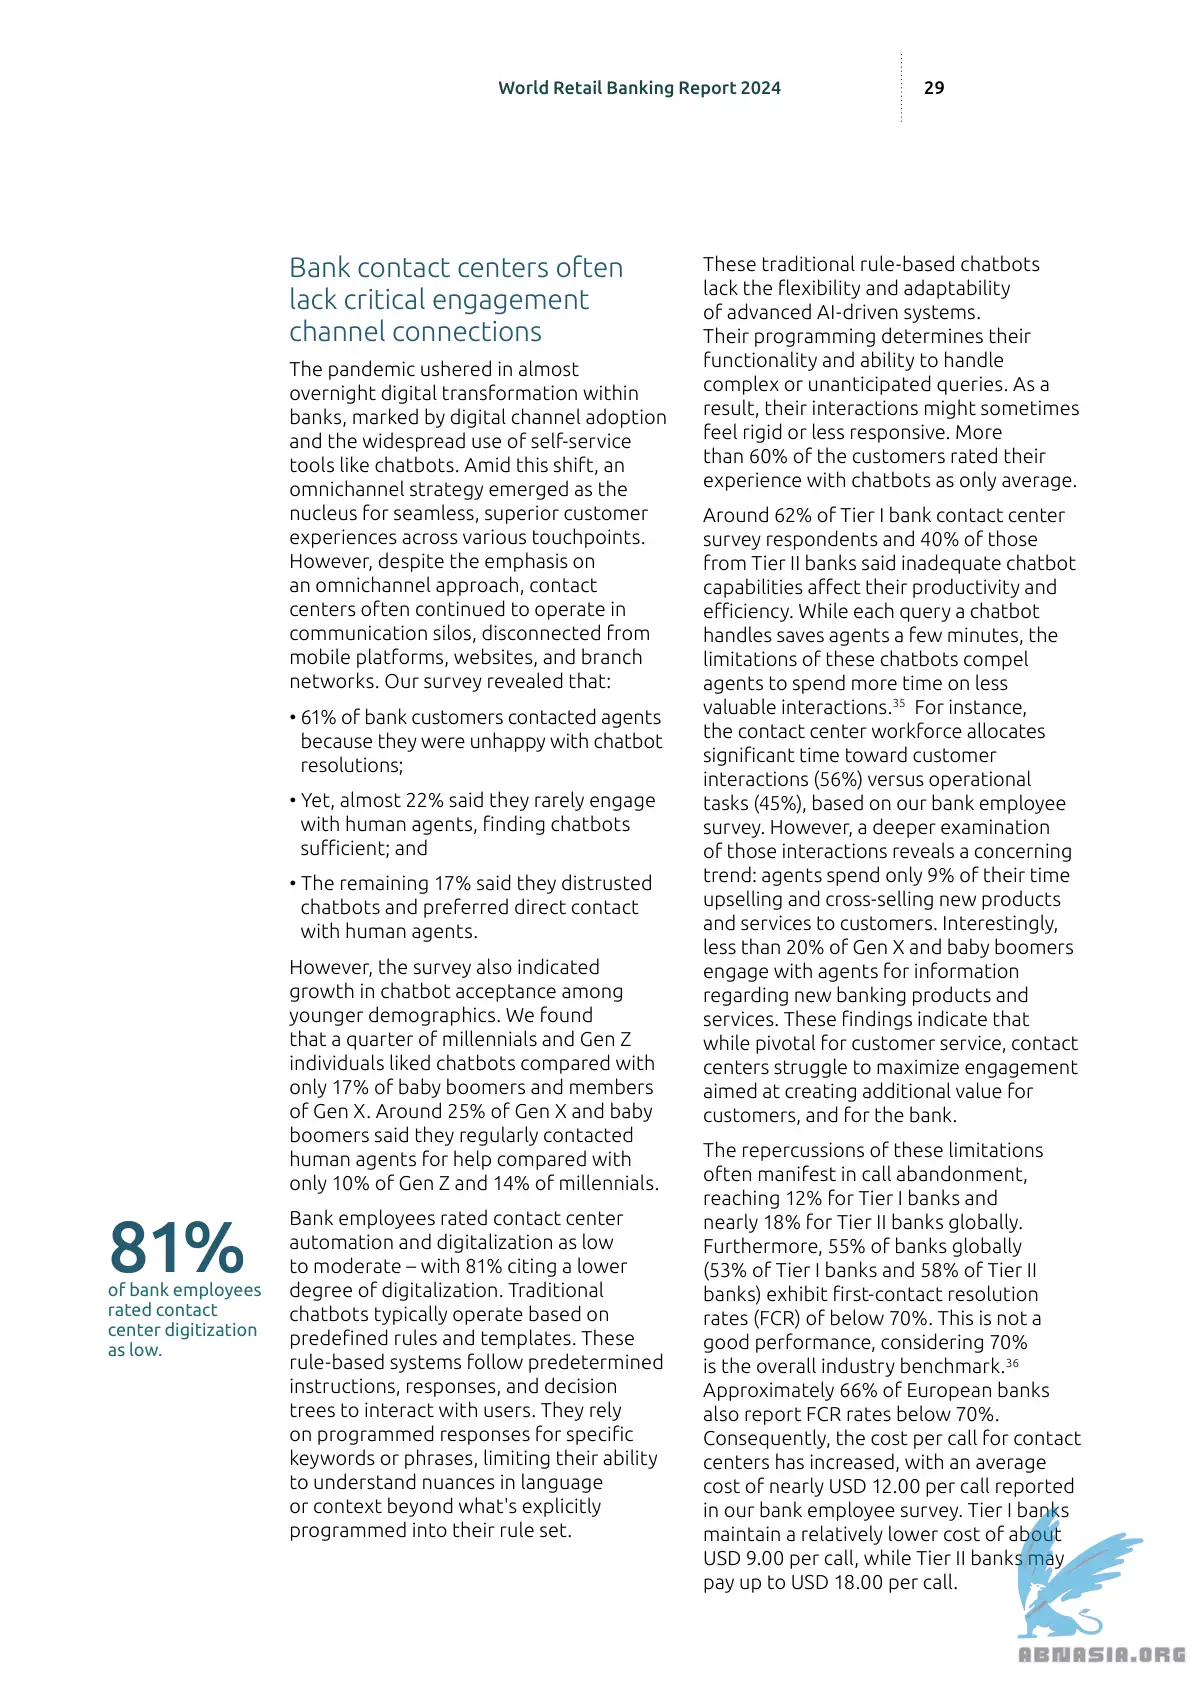 World Retail Banking Report 2024
29
Bank contact centers often
lack critical engagement
channel connections
The pandemic ushered in almost
overnight digital transformation within
banks, marked by digital channel adoption
and the widespread use of self-service
tools like chatbots. Amid this shift, an
omnichannel strategy emerged as the
nucleus for seamless, superior customer
experiences across various touchpoints.
However, despite the emphasis on
an omnichannel approach, contact
centers often continued to operate in
communication silos, disconnected from
mobile platforms, websites, and branch
networks. Our survey revealed that:
• 61% of bank customers contacted agents
because they were unhappy with chatbot
resolutions;
• Yet, almost 22% said they rarely engage
with human agents, finding chatbots
sufficient; and
• The remaining 17% said they distrusted
chatbots and preferred direct contact
with human agents.
However, the survey also indicated
growth in chatbot acceptance among
younger demographics. We found
that a quarter of millennials and Gen Z
individuals liked chatbots compared with
only 17% of baby boomers and members
of Gen X. Around 25% of Gen X and baby
boomers said they regularly contacted
human agents for help compared with
only 10% of Gen Z and 14% of millennials.
Bank employees rated contact center
automation and digitalization as low
to moderate – with 81% citing a lower
degree of digitalization. Traditional
chatbots typically operate based on
predefined rules and templates. These
rule-based systems follow predetermined
instructions, responses, and decision
trees to interact with users. They rely
on programmed responses for specific
keywords or phrases, limiting their ability
to understand nuances in language
or context beyond what's explicitly
programmed into their rule set.
81%
of bank employees
rated contact
center digitization
as low.
These traditional rule-based chatbots
lack the flexibility and adaptability
of advanced AI-driven systems.
Their programming determines their
functionality and ability to handle
complex or unanticipated queries. As a
result, their interactions might sometimes
feel rigid or less responsive. More
than 60% of the customers rated their
experience with chatbots as only average.
Around 62% of Tier I bank contact center
survey respondents and 40% of those
from Tier II banks said inadequate chatbot
capabilities affect their productivity and
efficiency. While each query a chatbot
handles saves agents a few minutes, the
limitations of these chatbots compel
agents to spend more time on less
valuable interactions.³⁵ For instance,
the contact center workforce allocates
significant time toward customer
interactions (56%) versus operational
tasks (45%), based on our bank employee
survey. However, a deeper examination
of those interactions reveals a concerning
trend: agents spend only 9% of their time
upselling and cross-selling new products
and services to customers. Interestingly,
less than 20% of Gen X and baby boomers
engage with agents for information
regarding new banking products and
services. These findings indicate that
while pivotal for customer service, contact
centers struggle to maximize engagement
aimed at creating additional value for
customers, and for the bank.
The repercussions of these limitations
often manifest in call abandonment,
reaching 12% for Tier I banks and
nearly 18% for Tier II banks globally.
Furthermore, 55% of banks globally
(53% of Tier I banks and 58% of Tier II
banks) exhibit first-contact resolution
rates (FCR) of below 70%. This is not a
good performance, considering 70%
is the overall industry benchmark.³⁶
Approximately 66% of European banks
also report FCR rates below 70%.
Consequently, the cost per call for contact
centers has increased, with an average
cost of nearly USD 12.00 per call reported
in our bank employee survey. Tier I banks
maintain a relatively lower cost of about
USD 9.00 per call, while Tier II banks may
pay up to USD 18.00 per call.
ABNASIA.ORG